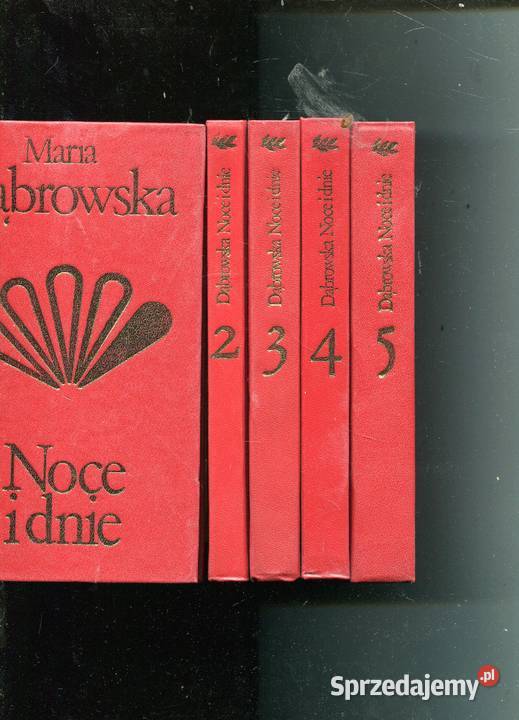 Maria
Dąbrowska
Noce
i dnie
Dąbrowska Noce i dnie
2
Dąbrowska Noce i dnie
3
Dąbrowska Noce i dnie
4
Dąbrowska Noce i dnie
5
Sprzedajemy.pl